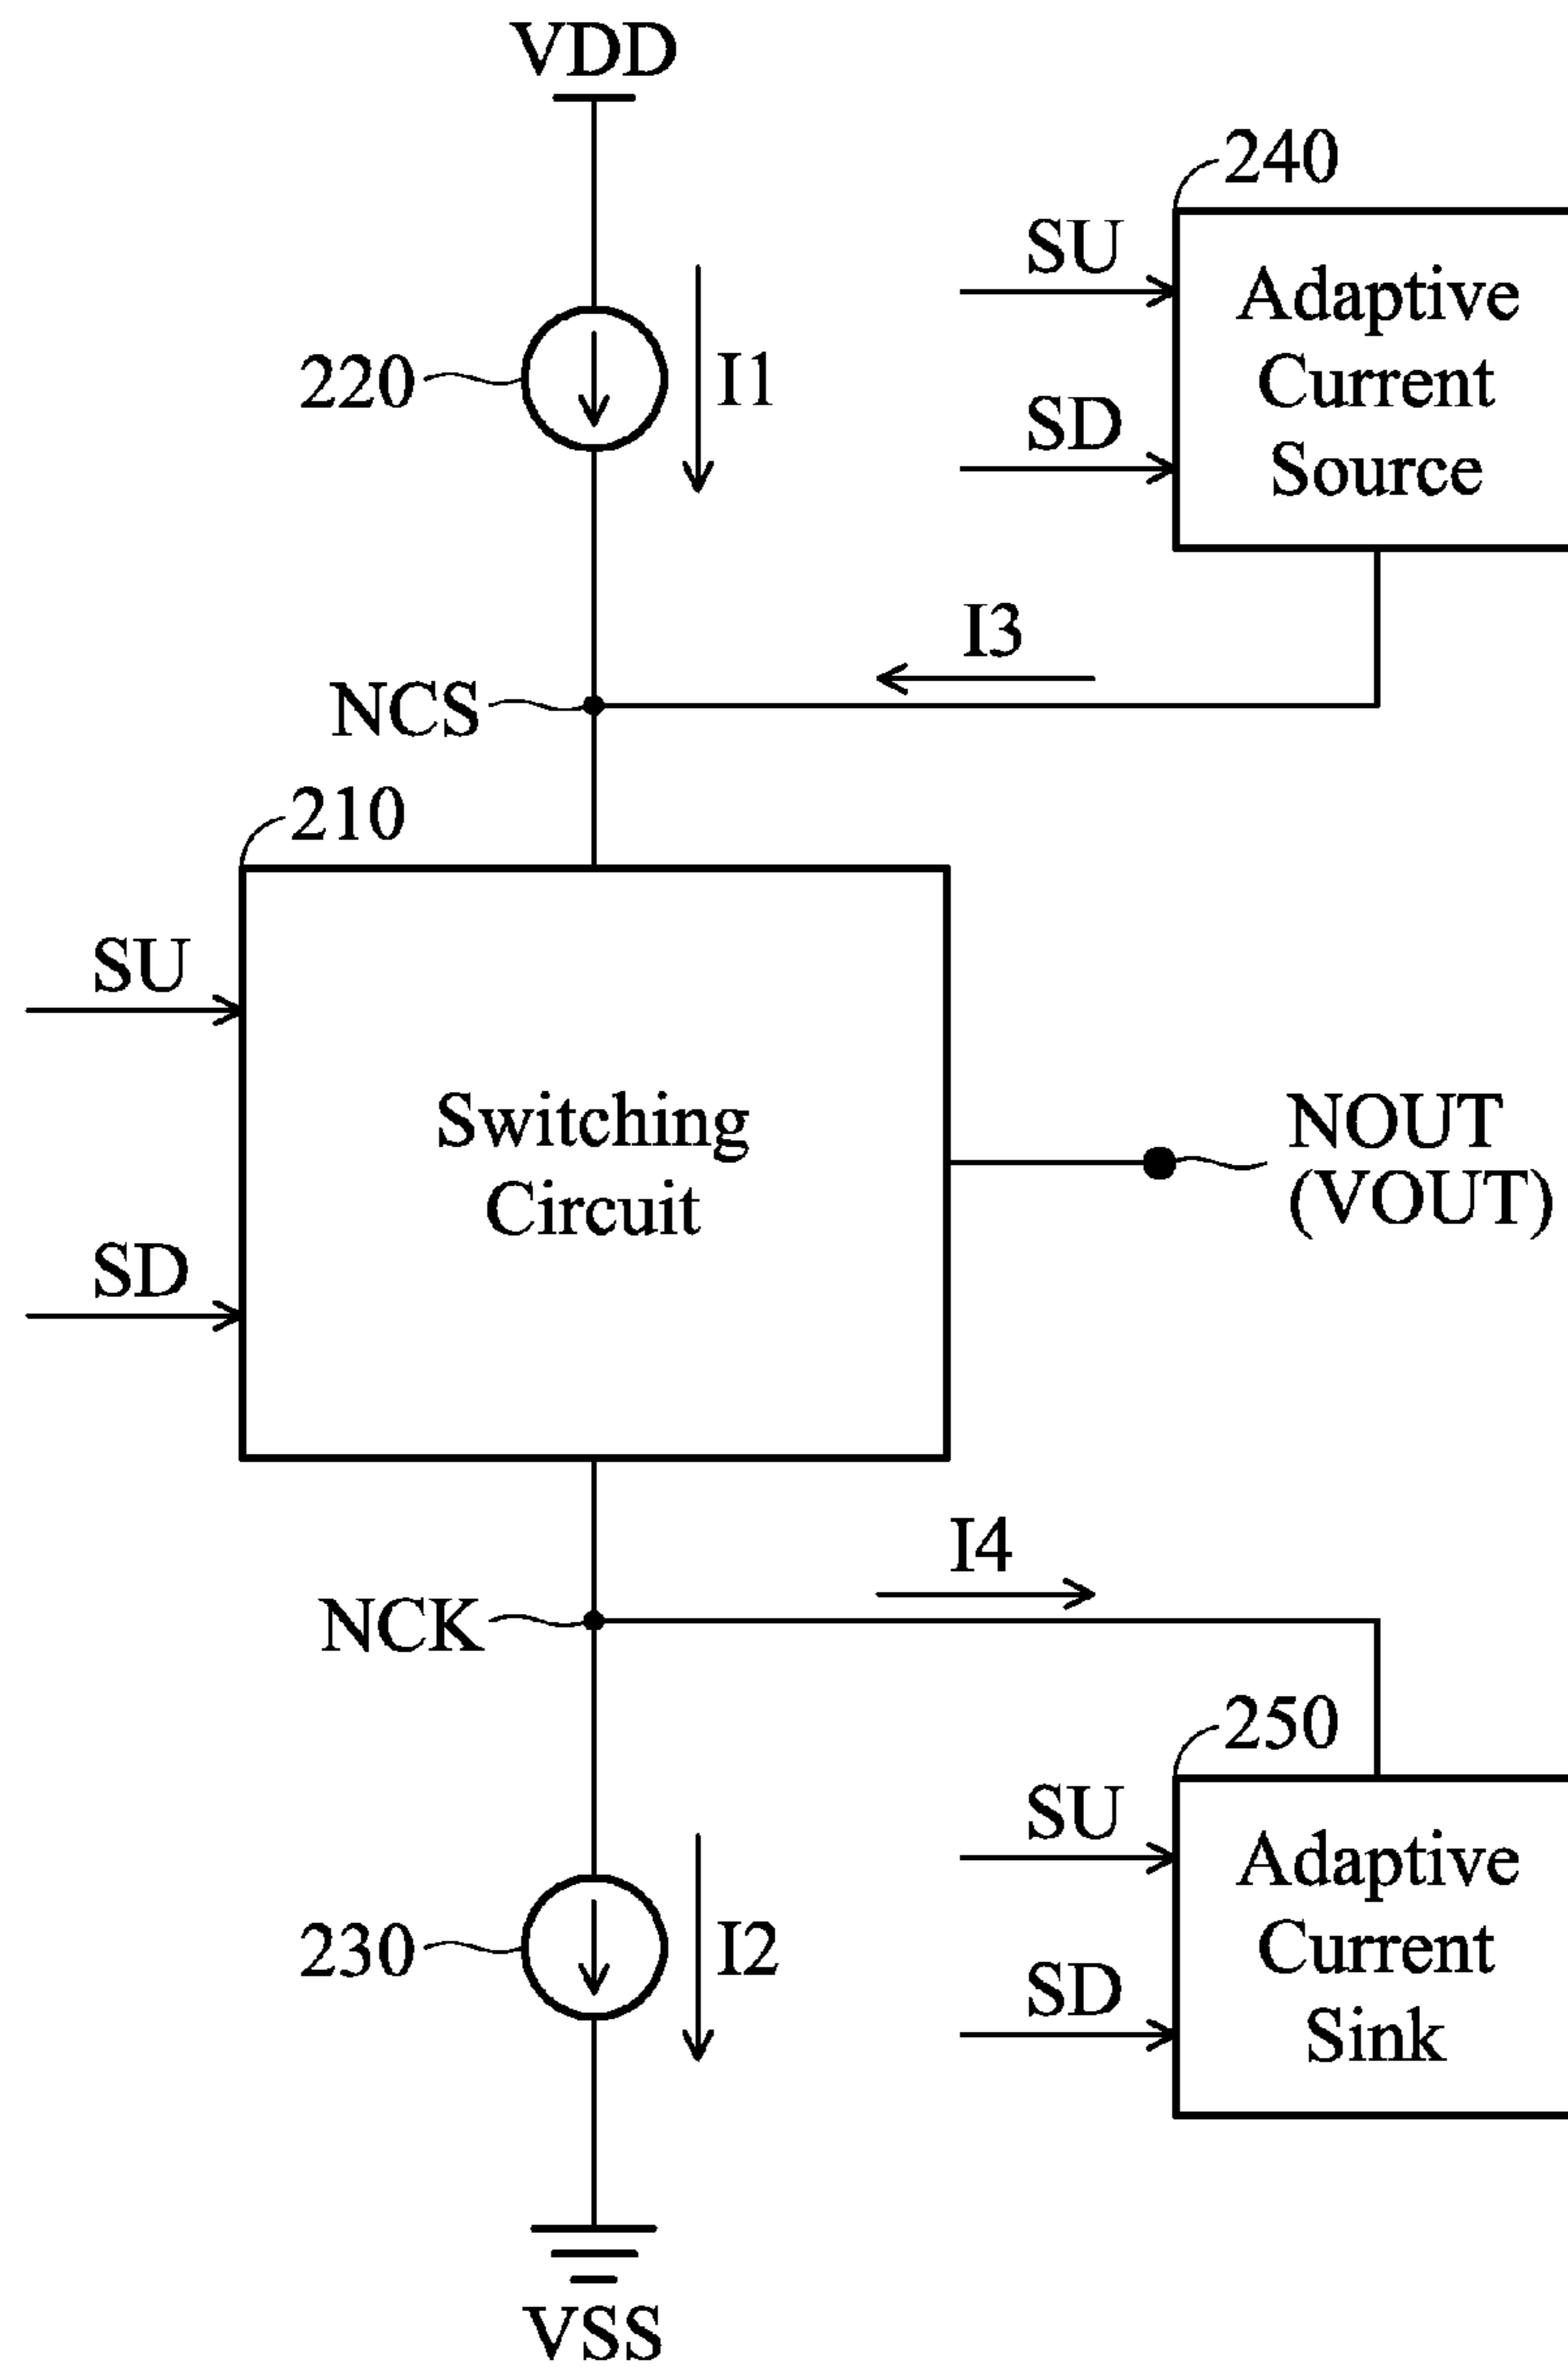 VDD
240
SU
Adaptive
Current
Source
220
I1
SD
I3
NCS
210
SU
Switching
Circuit
NOUT
(VOUT)
SD
I4
NCK
250
SU
Adaptive
Current
Sink
230
I2
SD
VSS